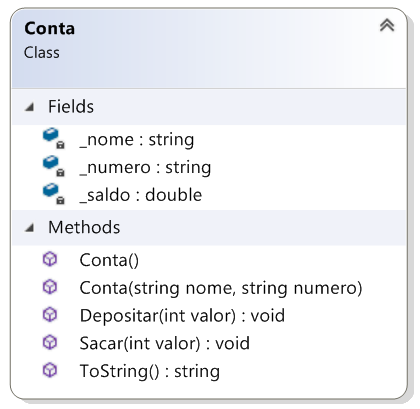 Conta
Class
Fields
_nome : string
_numero : string
_saldo : double
Methods
Conta()
Conta(string nome, string numero)
Depositar(int valor) : void
Sacar(int valor) : void
ToString() : string